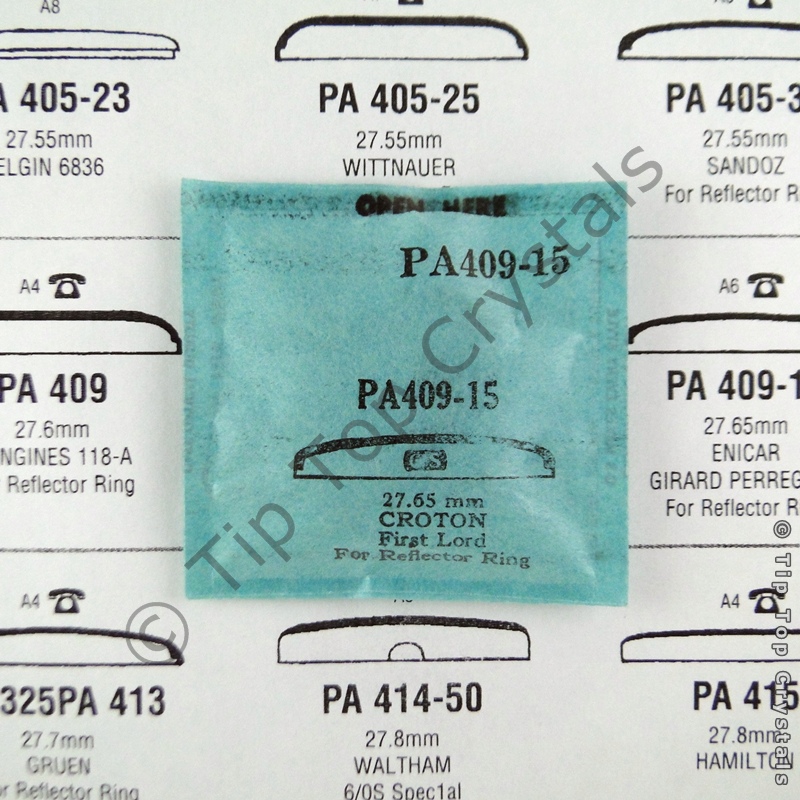 A8
A 405-23
27.55mm
ELGIN 6836
PA 405-25
27.55mm
WITTNAUER
PA 405-3
27.55mm
SANDOZ
For Reflector R
OPEN HERE
PA409-15
PA409-15
CS
27.65 mm
CROTON
First Lord
For Reflector Ring
A4
PA 409
27.6mm
NGINES 118-A
Reflector Ring
A6
PA 409-1
27.65mm
ENICAR
GIRARD PERREG
For Reflector R
A4
325PA 413
27.7mm
GRUEN
or Reflector Ring
PA 414-50
27.8mm
WALTHAM
6/0S Spec1al
A4
PA 415
27.8mm
HAMILTON
© Tip Top Crystals
© Tip Top Crystals